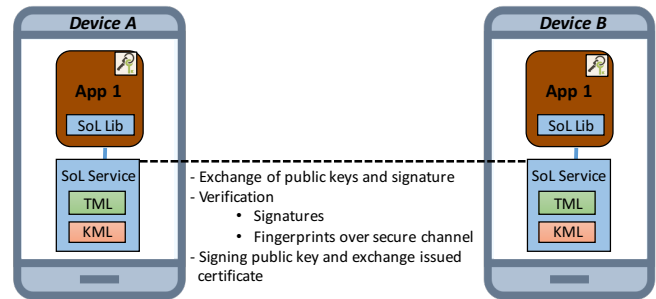 Device A
App 1
SoL Lib
SoL Service
TML
KML
Device B
App 1
SoL Lib
SoL Service
TML
KML
- Exchange of public keys and signature
- Verification
• Signatures
• Fingerprints over secure channel
- Signing public key and exchange issued
certificate